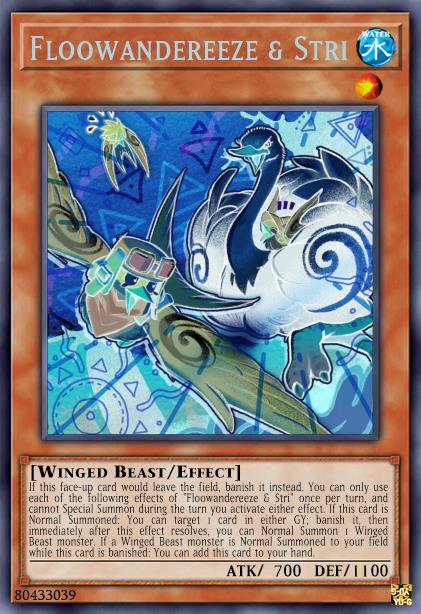 Floowandereeze & Stri
WATER
水
[Winged Beast/Effect]
If this face-up card would leave the field, banish it instead. You can only use
each of the following effects of "Floowandereeze & Stri" once per turn, and
cannot Special Summon during the turn you activate either effect. If this card is
Normal Summoned: You can target 1 card in either GY; banish it, then
immediately after this effect resolves, you can Normal Summon 1 Winged
Beast monster. If a Winged Beast monster is Normal Summoned to your field
while this card is banished: You can add this card to your hand.
ATK/ 700 DEF/1100
80433039